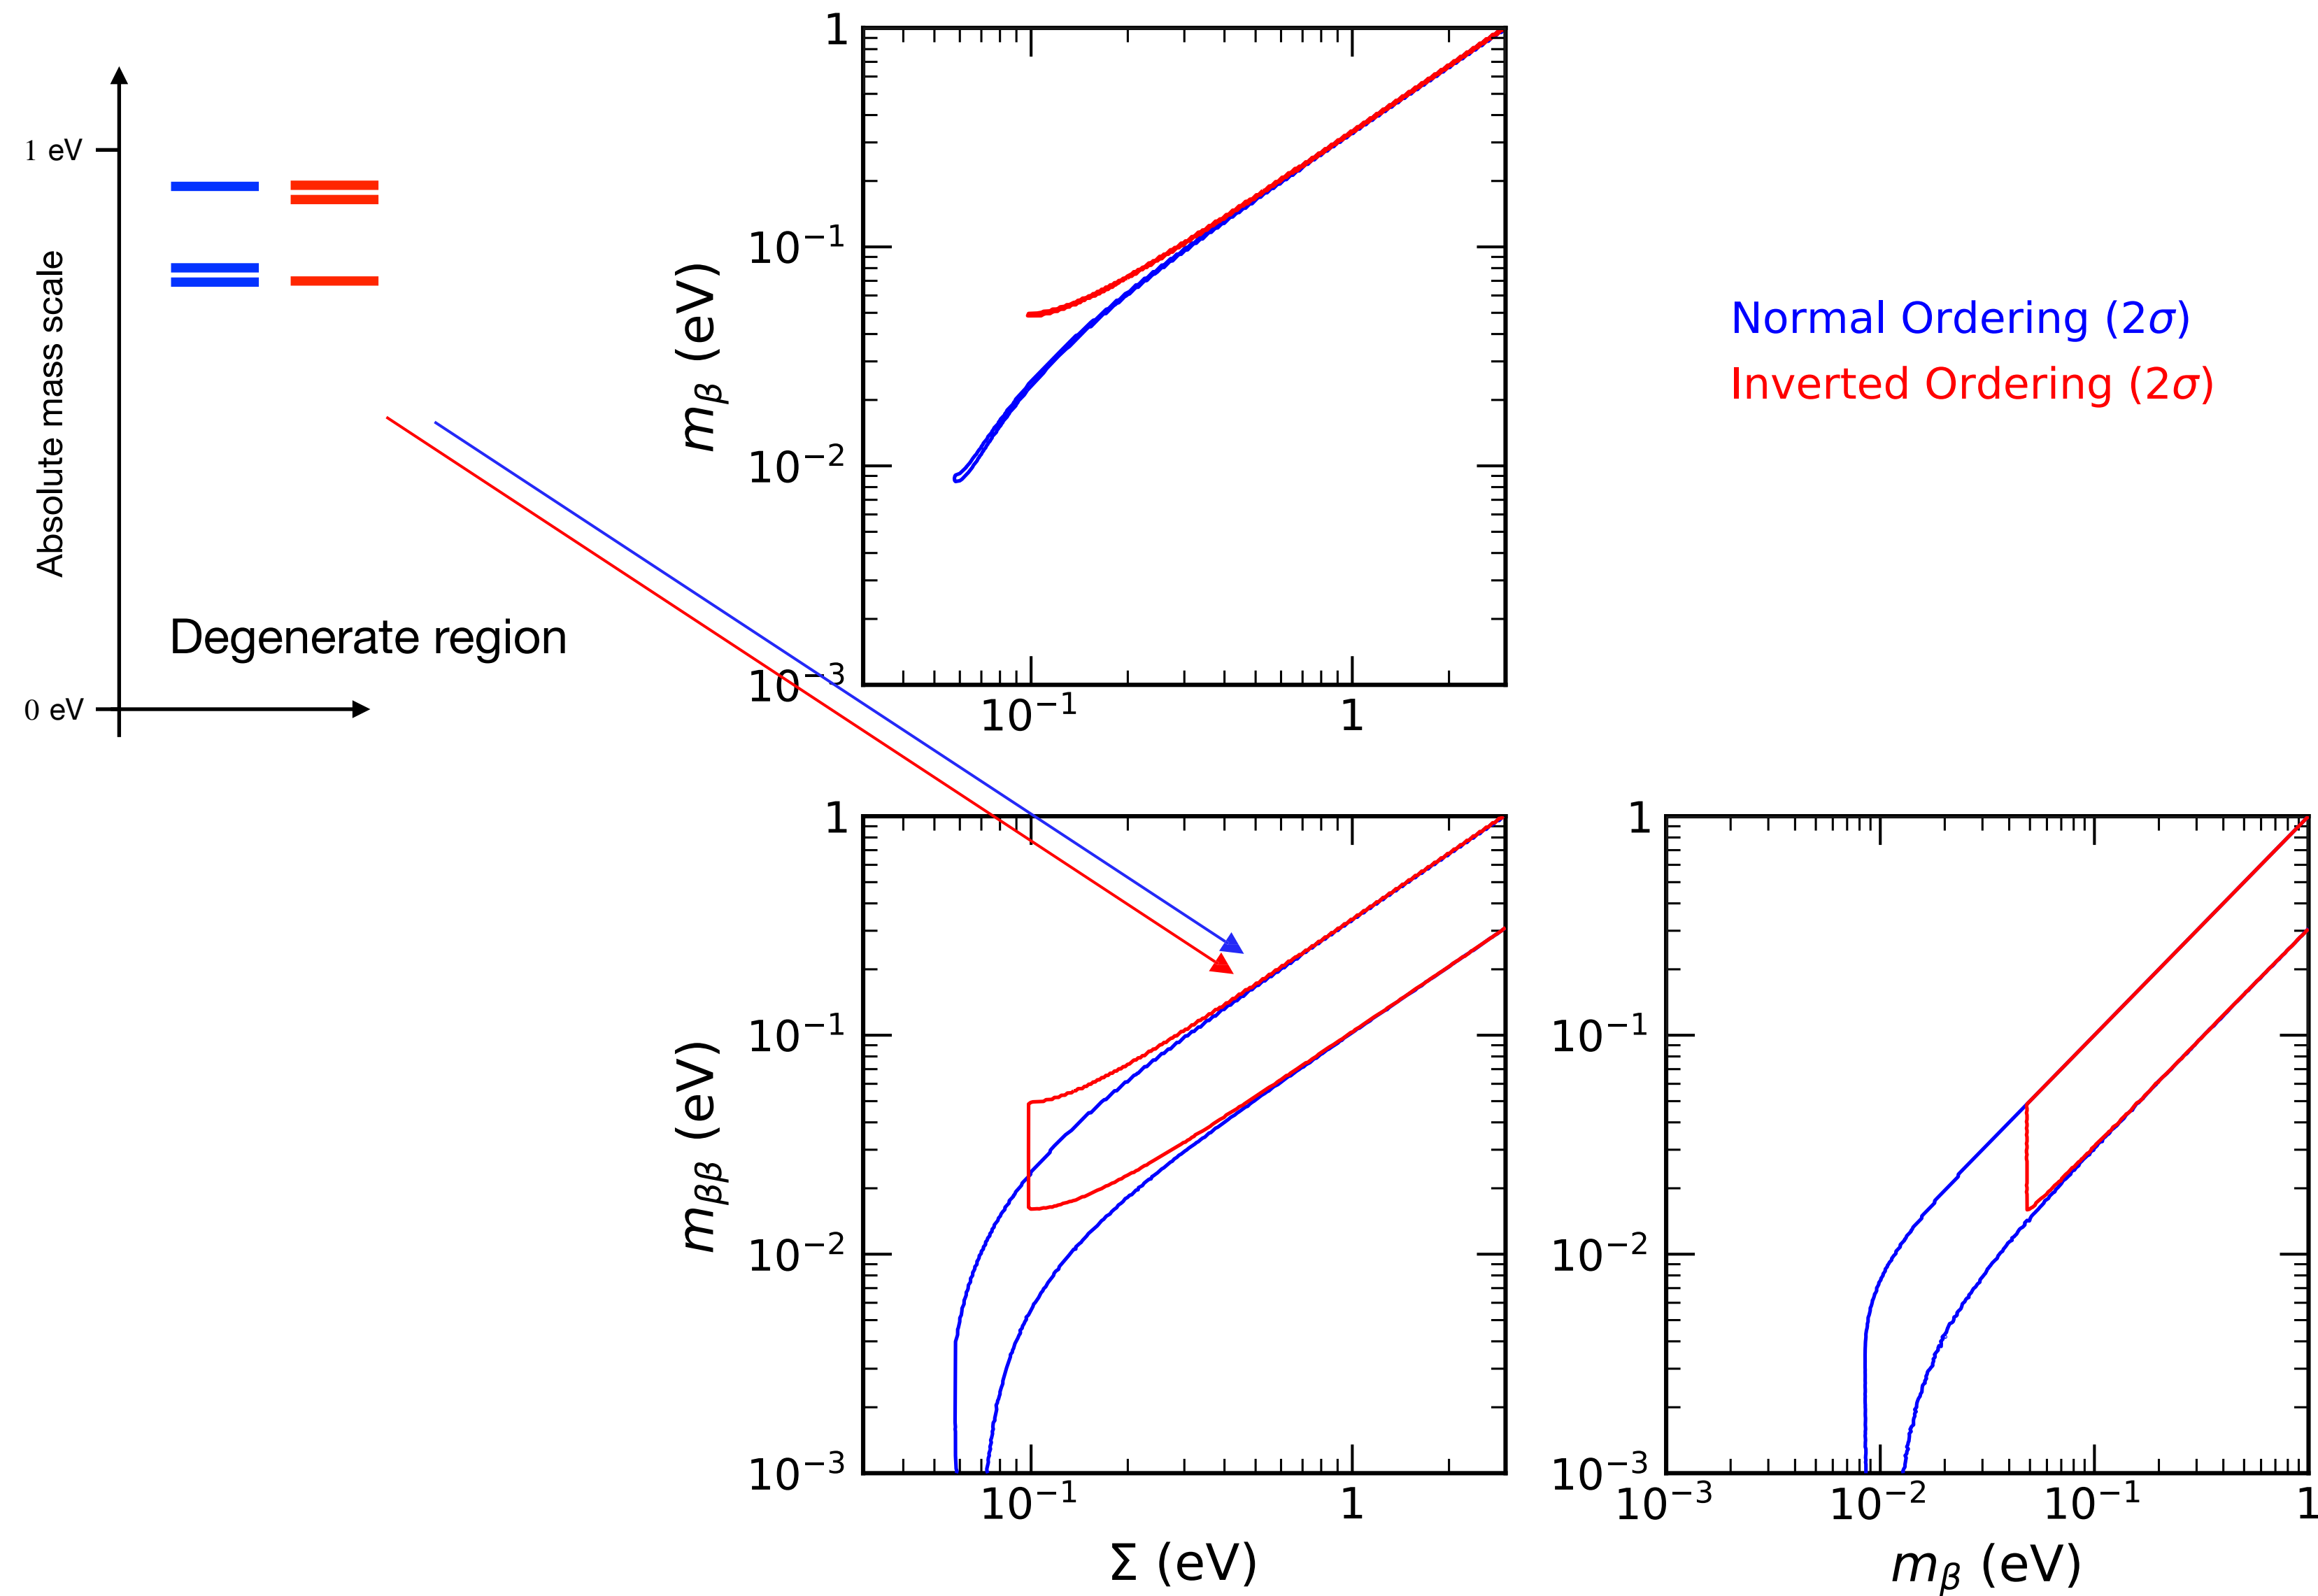 1 eV
Absolute mass scale
0 eV
Degenerate region
1
10⁻¹
10⁻²
10⁻³
m_β (eV)
10⁻¹ 1
Normal Ordering (2σ)
Inverted Ordering (2σ)
1
10⁻¹
10⁻²
10⁻³
m_ββ (eV)
10⁻¹ 1
Σ (eV)
1
10⁻¹
10⁻²
10⁻³
10⁻³ 10⁻² 10⁻¹ 1
m_β (eV)